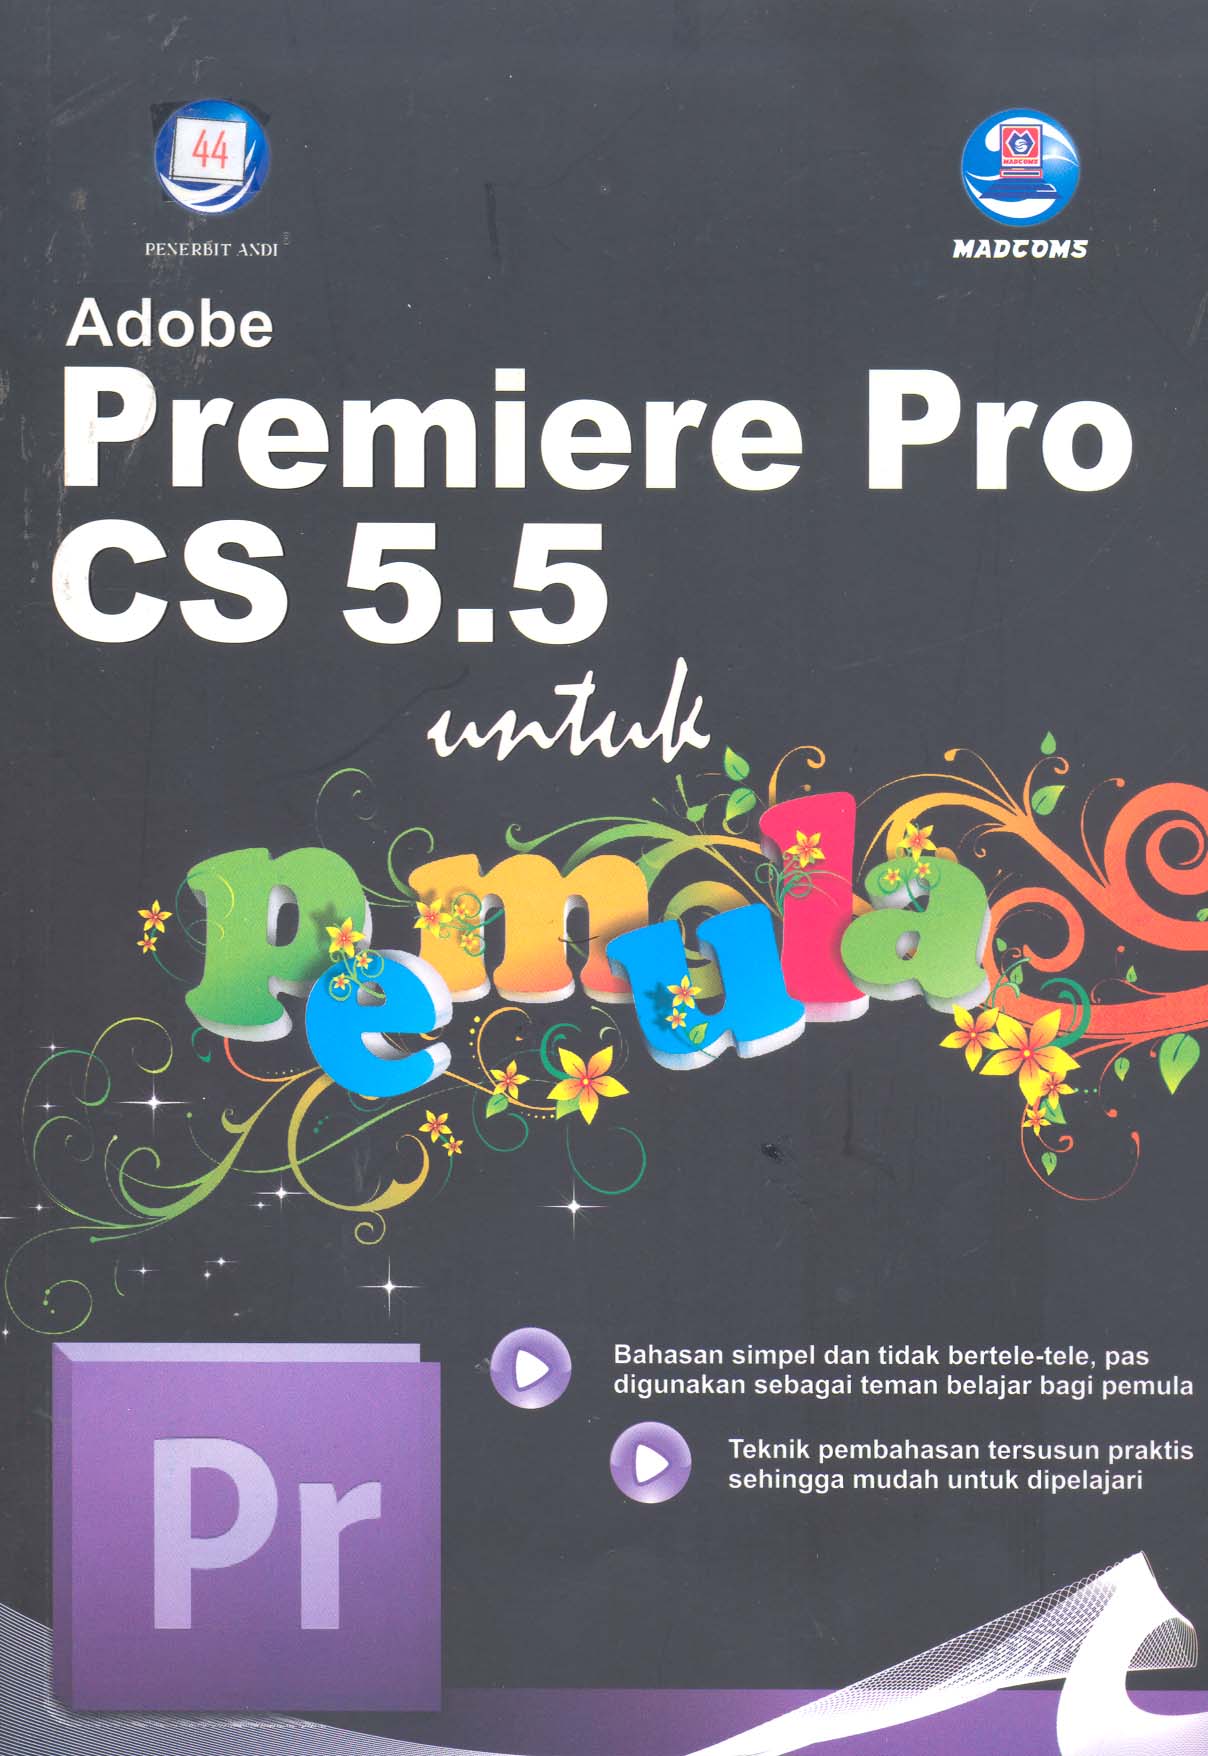 44
PENERBIT ANDI
MADCOMS
MADCOMS
Adobe
Premiere Pro
CS 5.5
untuk
pemula
Bahasan simpel dan tidak bertele-tele, pas
digunakan sebagai teman belajar bagi pemula
Teknik pembahasan tersusun praktis
sehingga mudah untuk dipelajari
Pr